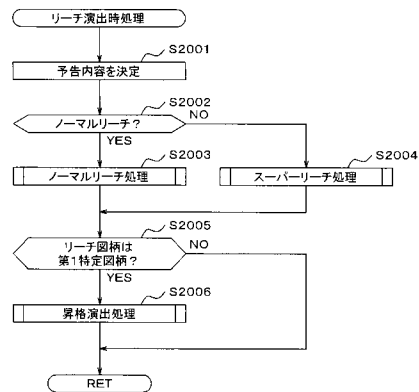 リーチ演出時処理
S2001
予告内容を決定
S2002
ノーマルリーチ?
NO
YES
S2003
ノーマルリーチ処理
S2004
スーパーリーチ処理
S2005
リーチ図柄は
第1特定図柄?
NO
YES
S2006
昇格演出処理
RET